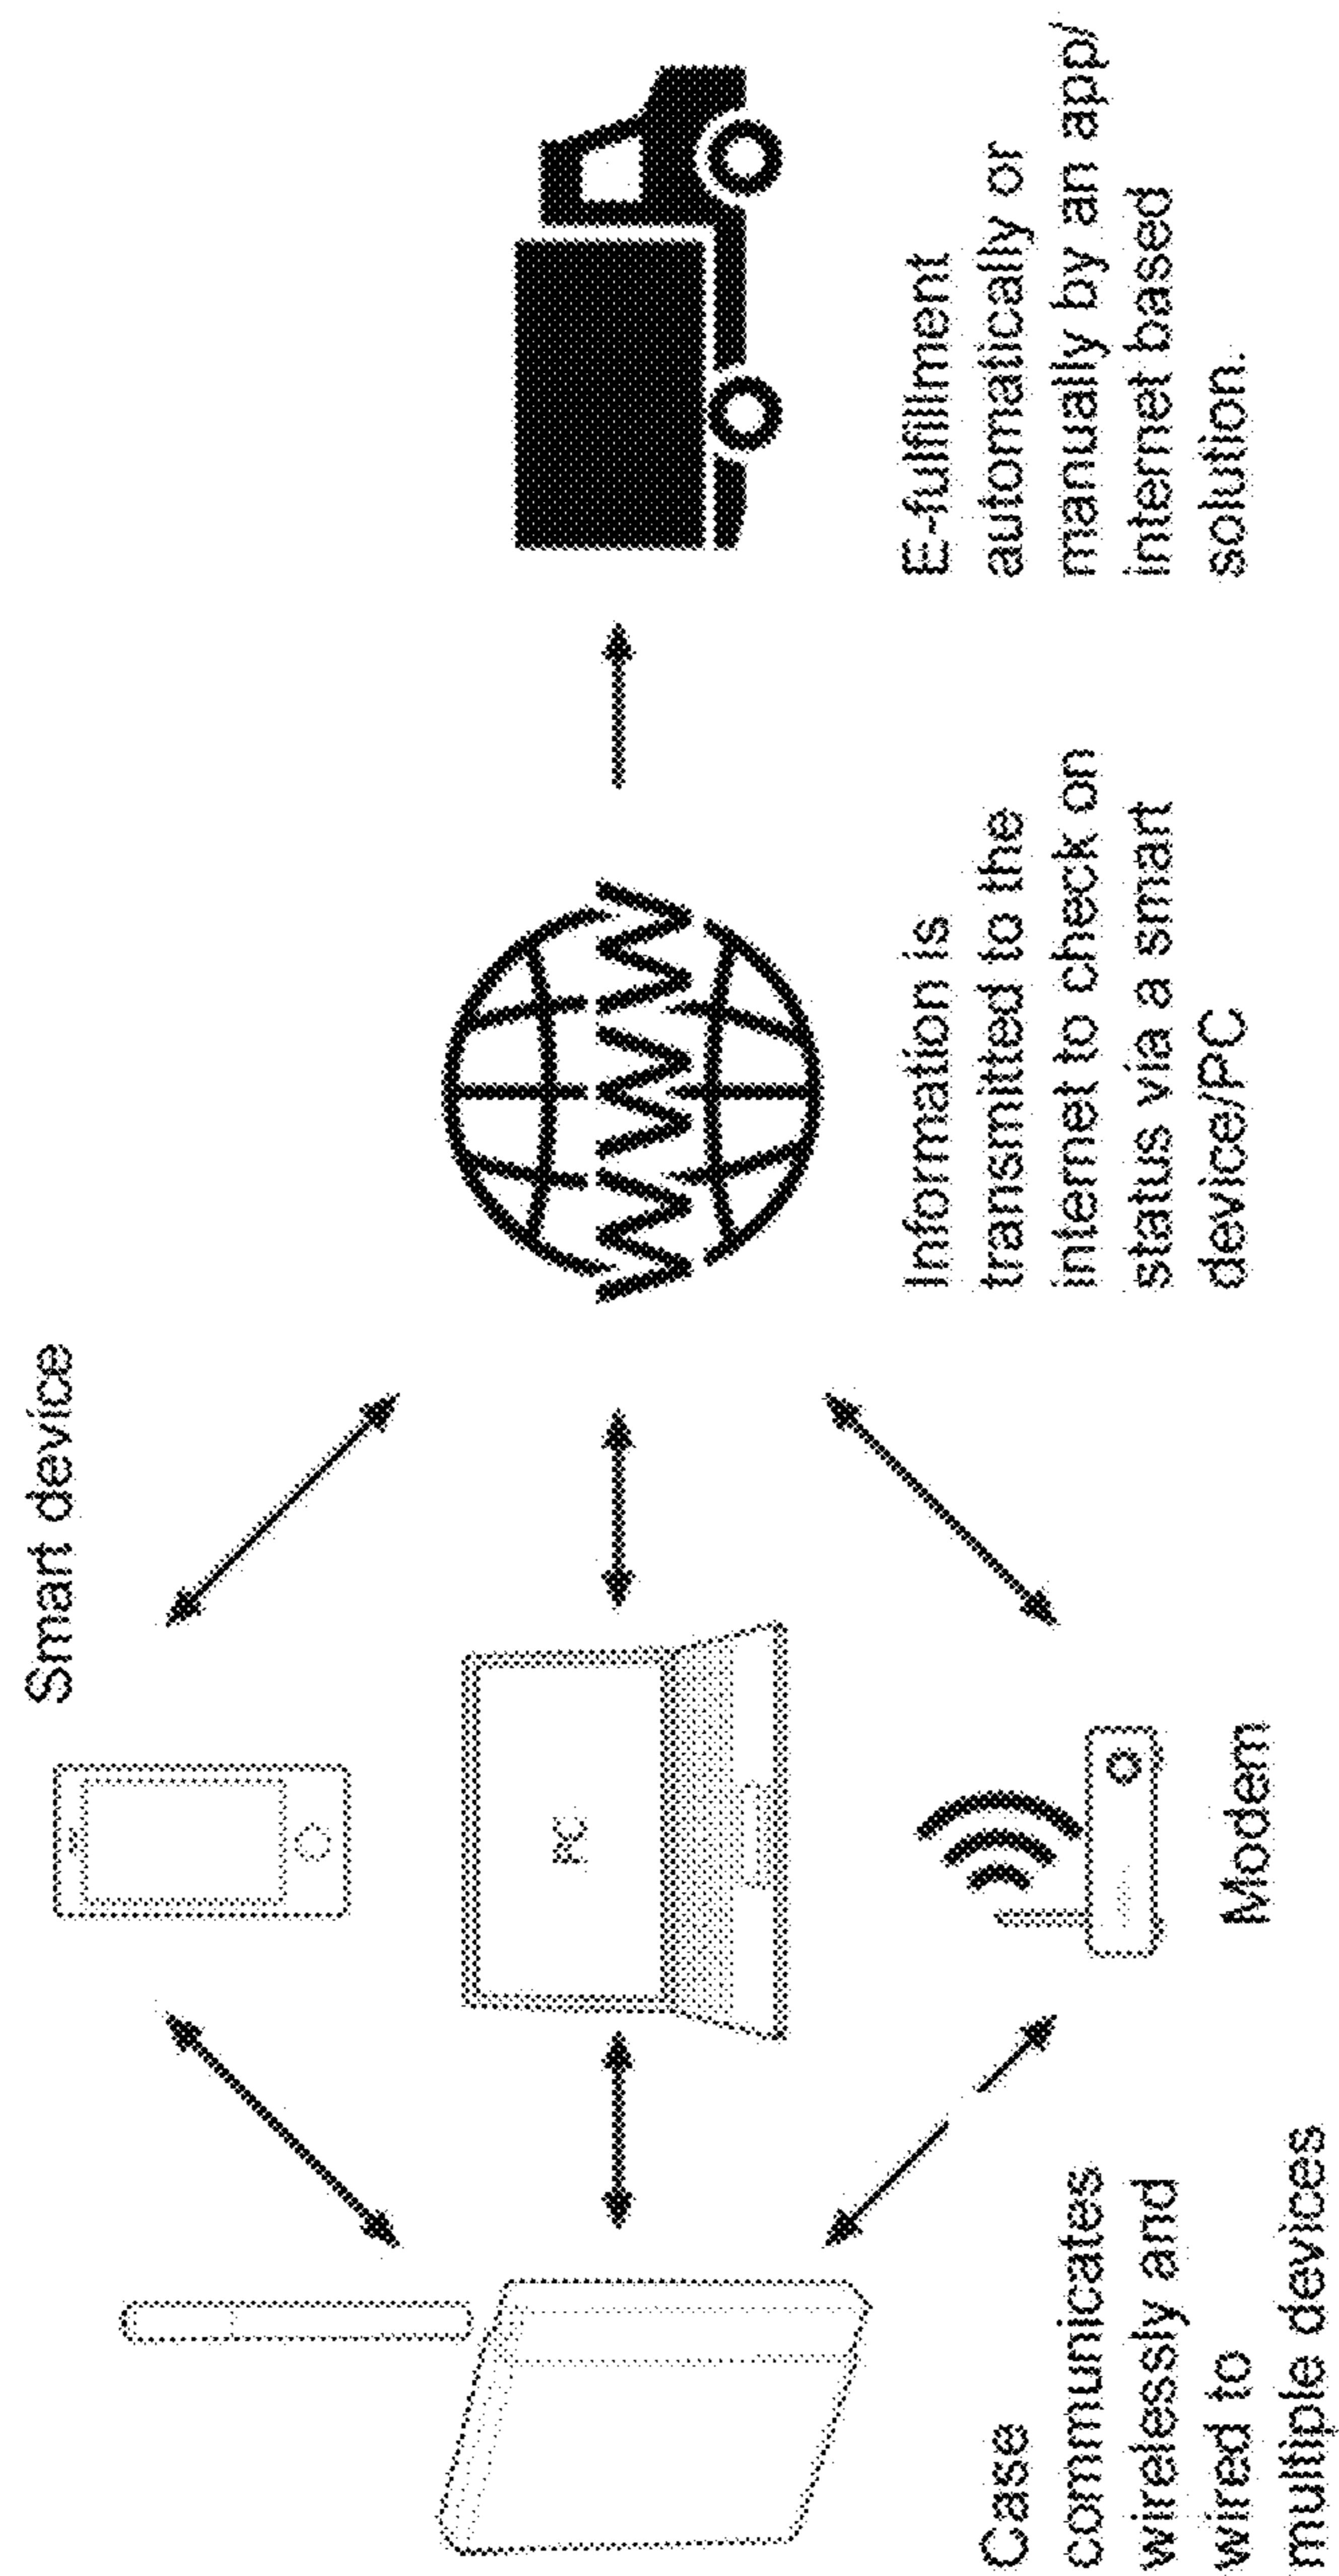 Smart device
PC
Modem
WWW
Case
communicates
wirelessly and
wired to
multiple devices
Information is
transmitted to the
internet to check on
status via a smart
device/PC
E-fulfillment
automatically or
manually by an app/
internet based
solution.